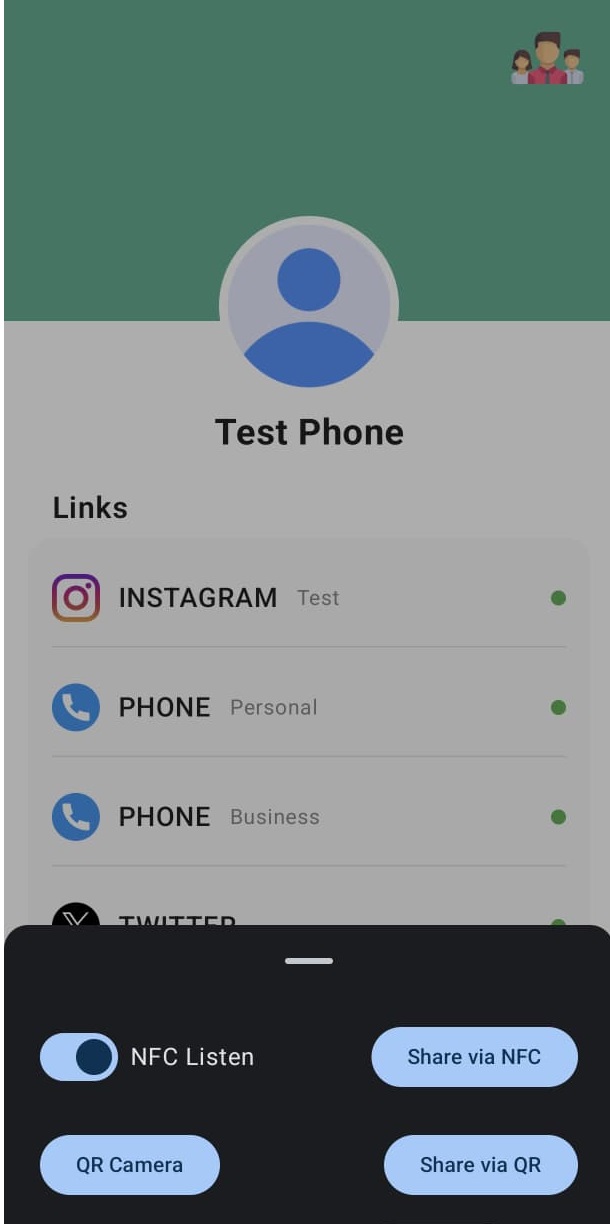 Test Phone
Links
INSTAGRAM Test
PHONE Personal
PHONE Business
TWITTER
NFC Listen
Share via NFC
QR Camera
Share via QR